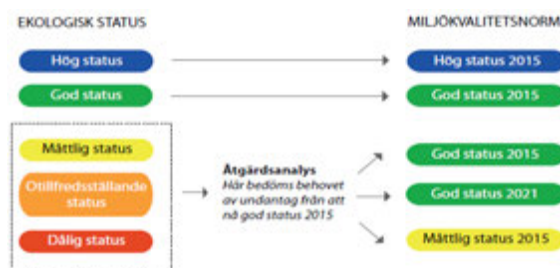 EKOLOGISK STATUS
MILJÖKVALITETSNORM
Hög status
Hög status 2015
God status
God status 2015
Måttlig status
Otillfredsställande
status
Dålig status
Åtgärdsanalys
Här bedöms behovet
av undantag från att
nå god status 2015
God status 2015
God status 2021
Måttlig status 2015